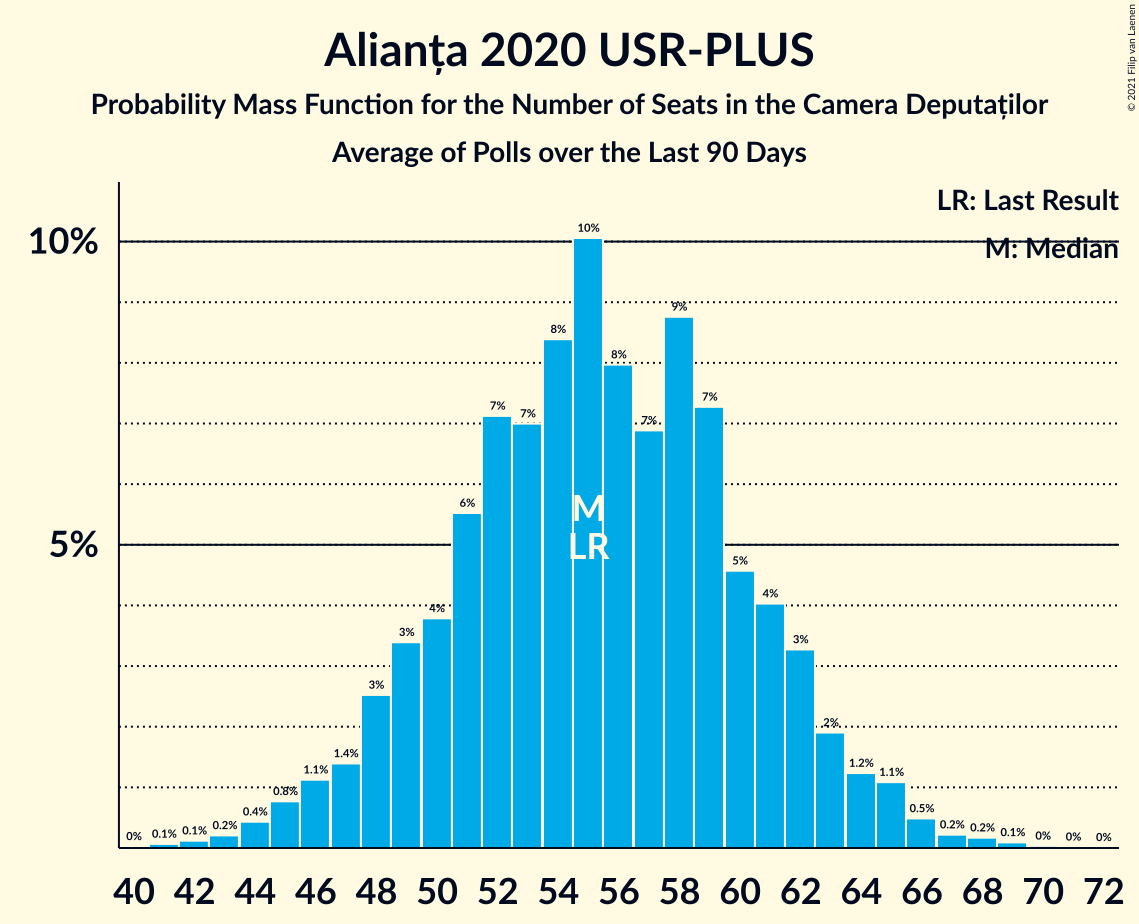 Alianța 2020 USR-PLUS
Probability Mass Function for the Number of Seats in the Camera Deputaților
Average of Polls over the Last 90 Days
© 2021 Filip van Laenen
LR: Last Result
M: Median
10%
5%
0% 0.1% 0.1% 0.2% 0.4% 0.8% 1.1% 1.4% 3% 3% 4% 6% 7% 7% 8% 10% 8% 7% 9% 7% 5% 4% 3% 2% 1.2% 1.1% 0.5% 0.2% 0.2% 0.1% 0% 0% 0%
M
LR
40 42 44 46 48 50 52 54 56 58 60 62 64 66 68 70 72